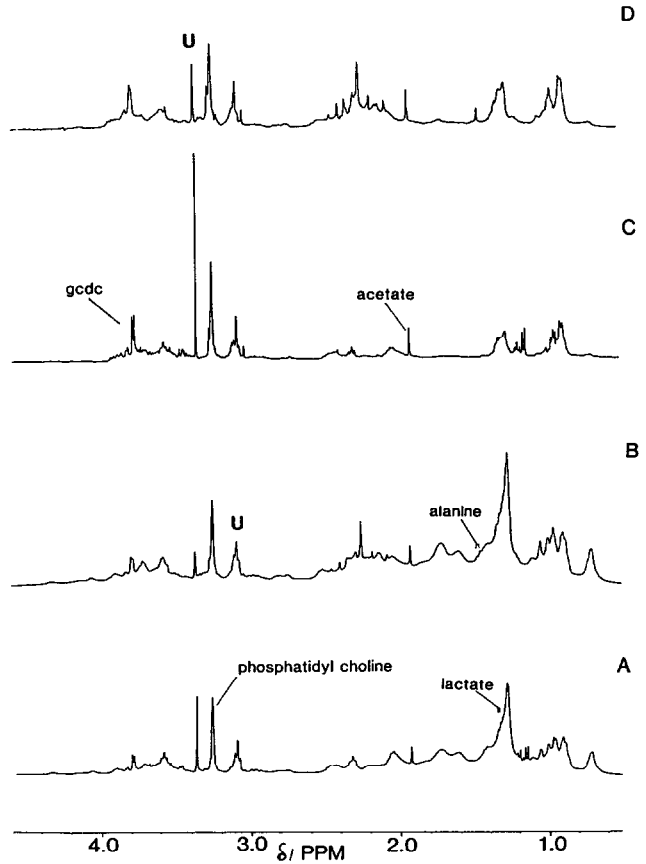 D
U
C
gcdc
acetate
B
alanine
U
A
phosphatidyl choline
lactate
4.0 3.0 2.0 1.0
δ/ PPM